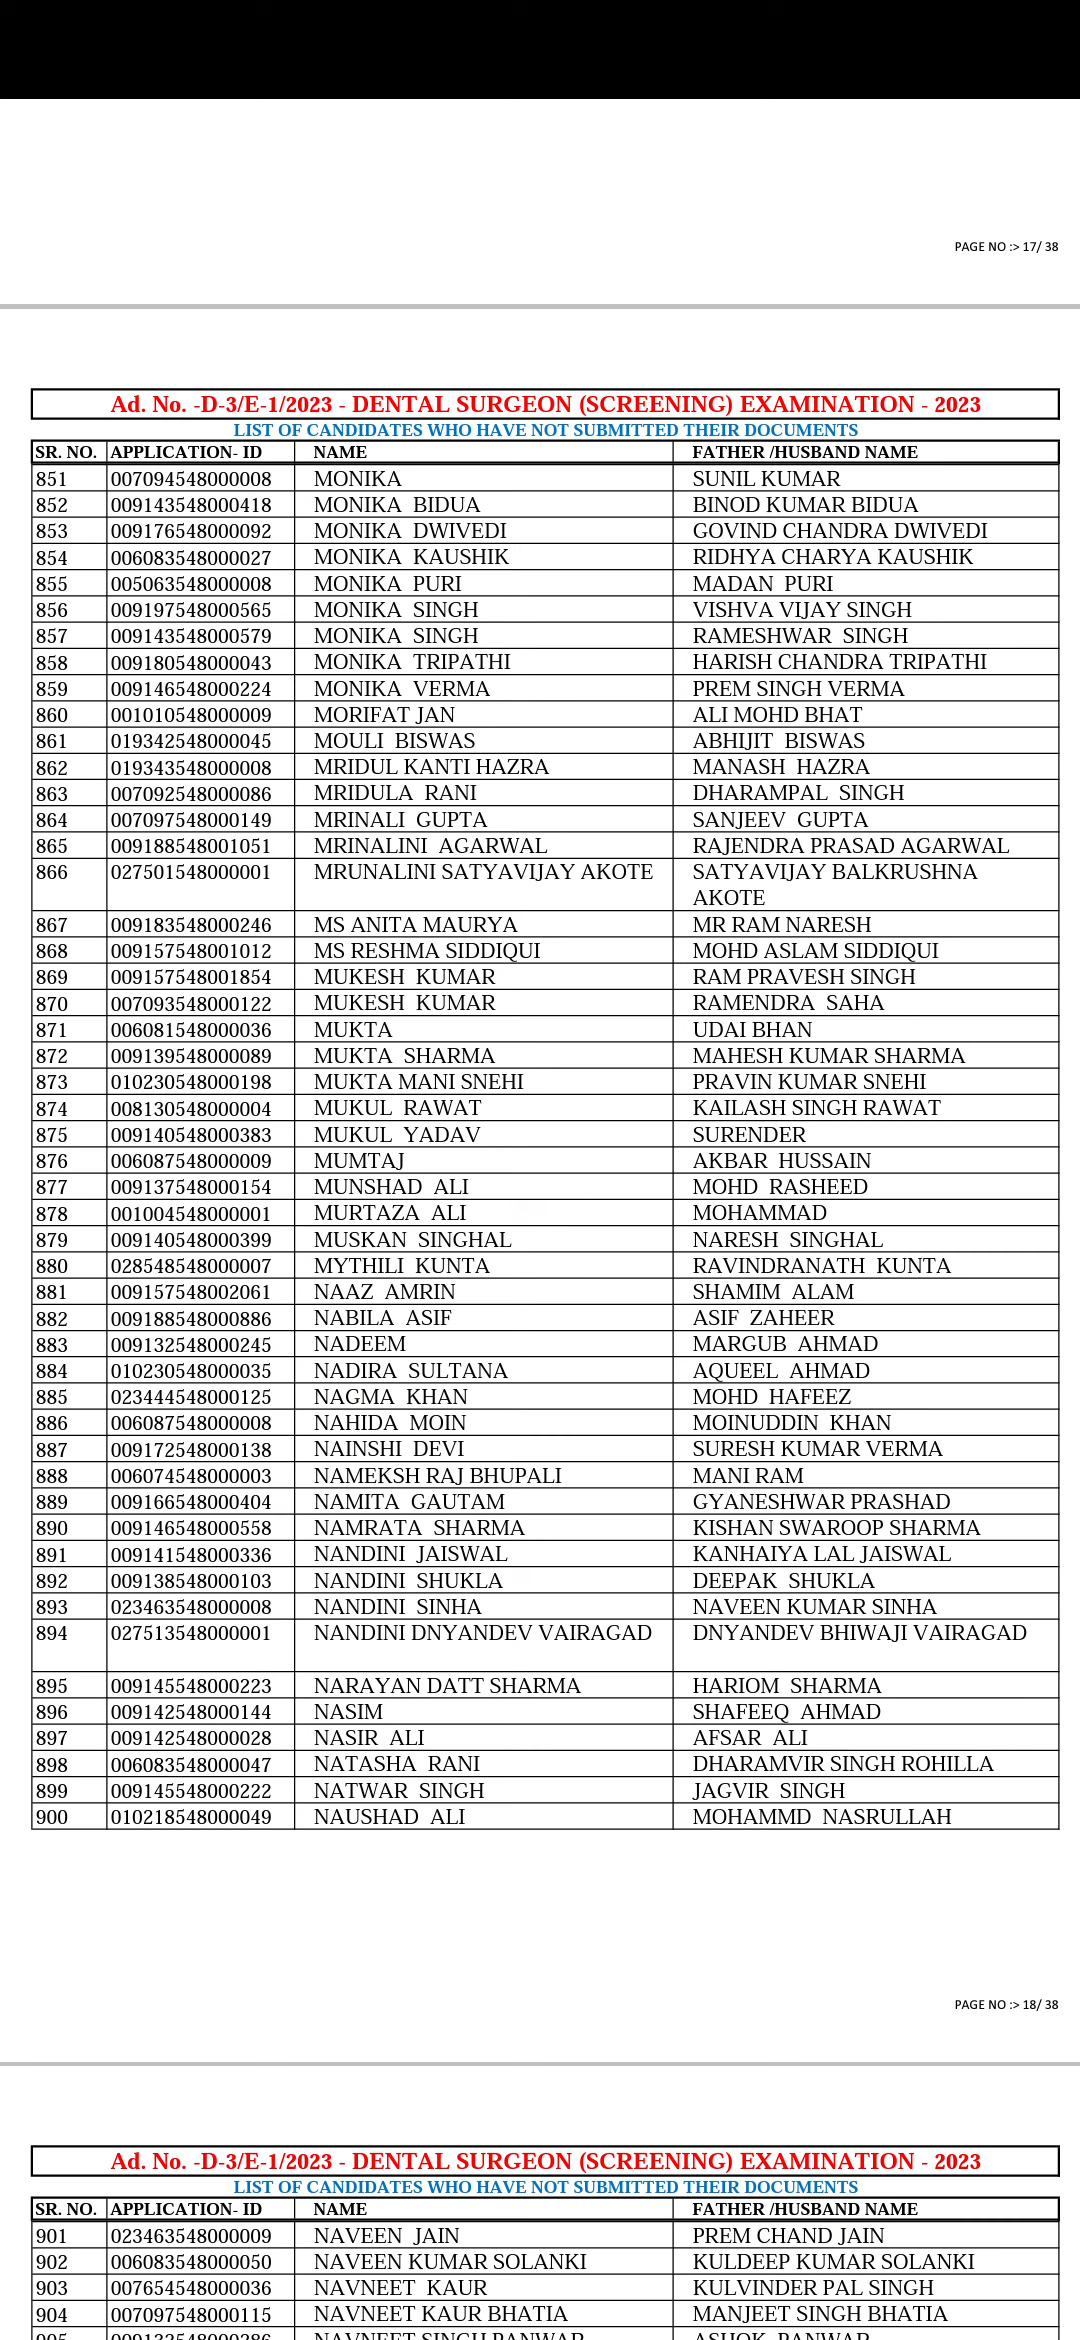 PAGE NO :> 17/ 38
Ad. No. -D-3/E-1/2023 - DENTAL SURGEON (SCREENING) EXAMINATION - 2023
LIST OF CANDIDATES WHO HAVE NOT SUBMITTED THEIR DOCUMENTS
SR. NO. APPLICATION- ID NAME FATHER /HUSBAND NAME
851 007094548000008 MONIKA SUNIL KUMAR
852 009143548000418 MONIKA BIDUA BINOD KUMAR BIDUA
853 009176548000092 MONIKA DWIVEDI GOVIND CHANDRA DWIVEDI
854 006083548000027 MONIKA KAUSHIK RIDHYA CHARYA KAUSHIK
855 005063548000008 MONIKA PURI MADAN PURI
856 009197548000565 MONIKA SINGH VISHVA VIJAY SINGH
857 009143548000579 MONIKA SINGH RAMESHWAR SINGH
858 009180548000043 MONIKA TRIPATHI HARISH CHANDRA TRIPATHI
859 009146548000224 MONIKA VERMA PREM SINGH VERMA
860 001010548000009 MORIFAT JAN ALI MOHD BHAT
861 019342548000045 MOULI BISWAS ABHIJIT BISWAS
862 019343548000008 MRIDUL KANTI HAZRA MANASH HAZRA
863 007092548000086 MRIDULA RANI DHARAMPAL SINGH
864 007097548000149 MRINALI GUPTA SANJEEV GUPTA
865 009188548001051 MRINALINI AGARWAL RAJENDRA PRASAD AGARWAL
866 027501548000001 MRUNALINI SATYAVIJAY AKOTE SATYAVIJAY BALKRUSHNA
AKOTE
867 009183548000246 MS ANITA MAURYA MR RAM NARESH
868 009157548001012 MS RESHMA SIDDIQUI MOHD ASLAM SIDDIQUI
869 009157548001854 MUKESH KUMAR RAM PRAVESH SINGH
870 007093548000122 MUKESH KUMAR RAMENDRA SAHA
871 006081548000036 MUKTA UDAI BHAN
872 009139548000089 MUKTA SHARMA MAHESH KUMAR SHARMA
873 010230548000198 MUKTA MANI SNEHI PRAVIN KUMAR SNEHI
874 008130548000004 MUKUL RAWAT KAILASH SINGH RAWAT
875 009140548000383 MUKUL YADAV SURENDER
876 006087548000009 MUMTAJ AKBAR HUSSAIN
877 009137548000154 MUNSHAD ALI MOHD RASHEED
878 001004548000001 MURTAZA ALI MOHAMMAD
879 009140548000399 MUSKAN SINGHAL NARESH SINGHAL
880 028548548000007 MYTHILI KUNTA RAVINDRANATH KUNTA
881 009157548002061 NAAZ AMRIN SHAMIM ALAM
882 009188548000886 NABILA ASIF ASIF ZAHEER
883 009132548000245 NADEEM MARGUB AHMAD
884 010230548000035 NADIRA SULTANA AQUEEL AHMAD
885 023444548000125 NAGMA KHAN MOHD HAFEEZ
886 006087548000008 NAHIDA MOIN MOINUDDIN KHAN
887 009172548000138 NAINSHI DEVI SURESH KUMAR VERMA
888 006074548000003 NAMEKSH RAJ BHUPALI MANI RAM
889 009166548000404 NAMITA GAUTAM GYANESHWAR PRASHAD
890 009146548000558 NAMRATA SHARMA KISHAN SWAROOP SHARMA
891 009141548000336 NANDINI JAISWAL KANHAIYA LAL JAISWAL
892 009138548000103 NANDINI SHUKLA DEEPAK SHUKLA
893 023463548000008 NANDINI SINHA NAVEEN KUMAR SINHA
894 027513548000001 NANDINI DNYANDEV VAIRAGAD DNYANDEV BHIWAJI VAIRAGAD
895 009145548000223 NARAYAN DATT SHARMA HARIOM SHARMA
896 009142548000144 NASIM SHAFEEQ AHMAD
897 009142548000028 NASIR ALI AFSAR ALI
898 006083548000047 NATASHA RANI DHARAMVIR SINGH ROHILLA
899 009145548000222 NATWAR SINGH JAGVIR SINGH
900 010218548000049 NAUSHAD ALI MOHAMMD NASRULLAH
PAGE NO :> 18/ 38
Ad. No. -D-3/E-1/2023 - DENTAL SURGEON (SCREENING) EXAMINATION - 2023
LIST OF CANDIDATES WHO HAVE NOT SUBMITTED THEIR DOCUMENTS
SR. NO. APPLICATION- ID NAME FATHER /HUSBAND NAME
901 023463548000009 NAVEEN JAIN PREM CHAND JAIN
902 006083548000050 NAVEEN KUMAR SOLANKI KULDEEP KUMAR SOLANKI
903 007654548000036 NAVNEET KAUR KULVINDER PAL SINGH
904 007097548000115 NAVNEET KAUR BHATIA MANJEET SINGH BHATIA
NAVNEET SINGH PANWAR ASHOK PANWAR